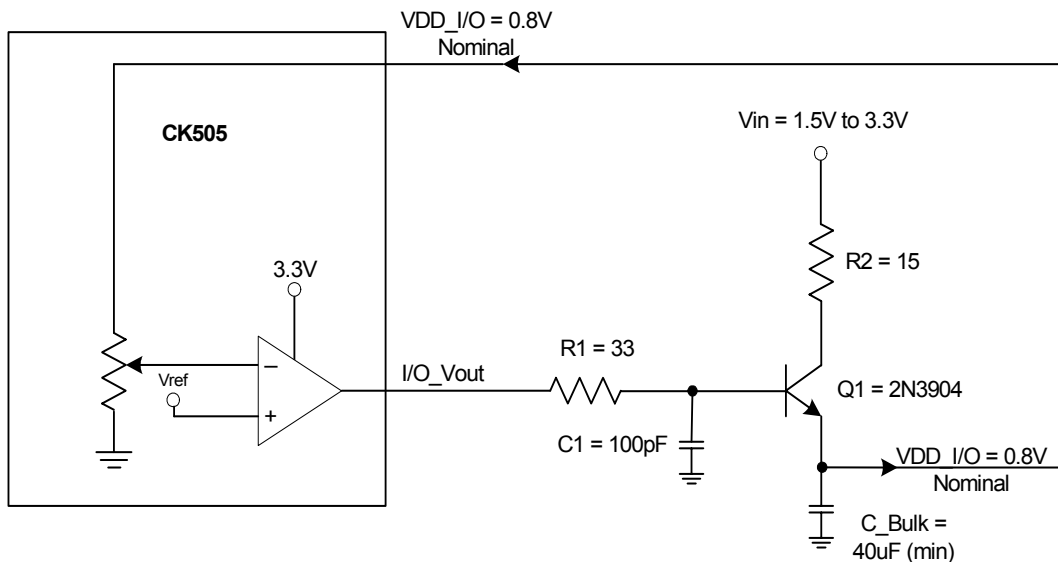 VDD_I/O = 0.8V
Nominal
CK505
Vin = 1.5V to 3.3V
R2 = 15
3.3V
R1 = 33
I/O_Vout
Vref
Q1 = 2N3904
−
+
C1 = 100pF
VDD_I/O = 0.8V
Nominal
C_Bulk =
40uF (min)